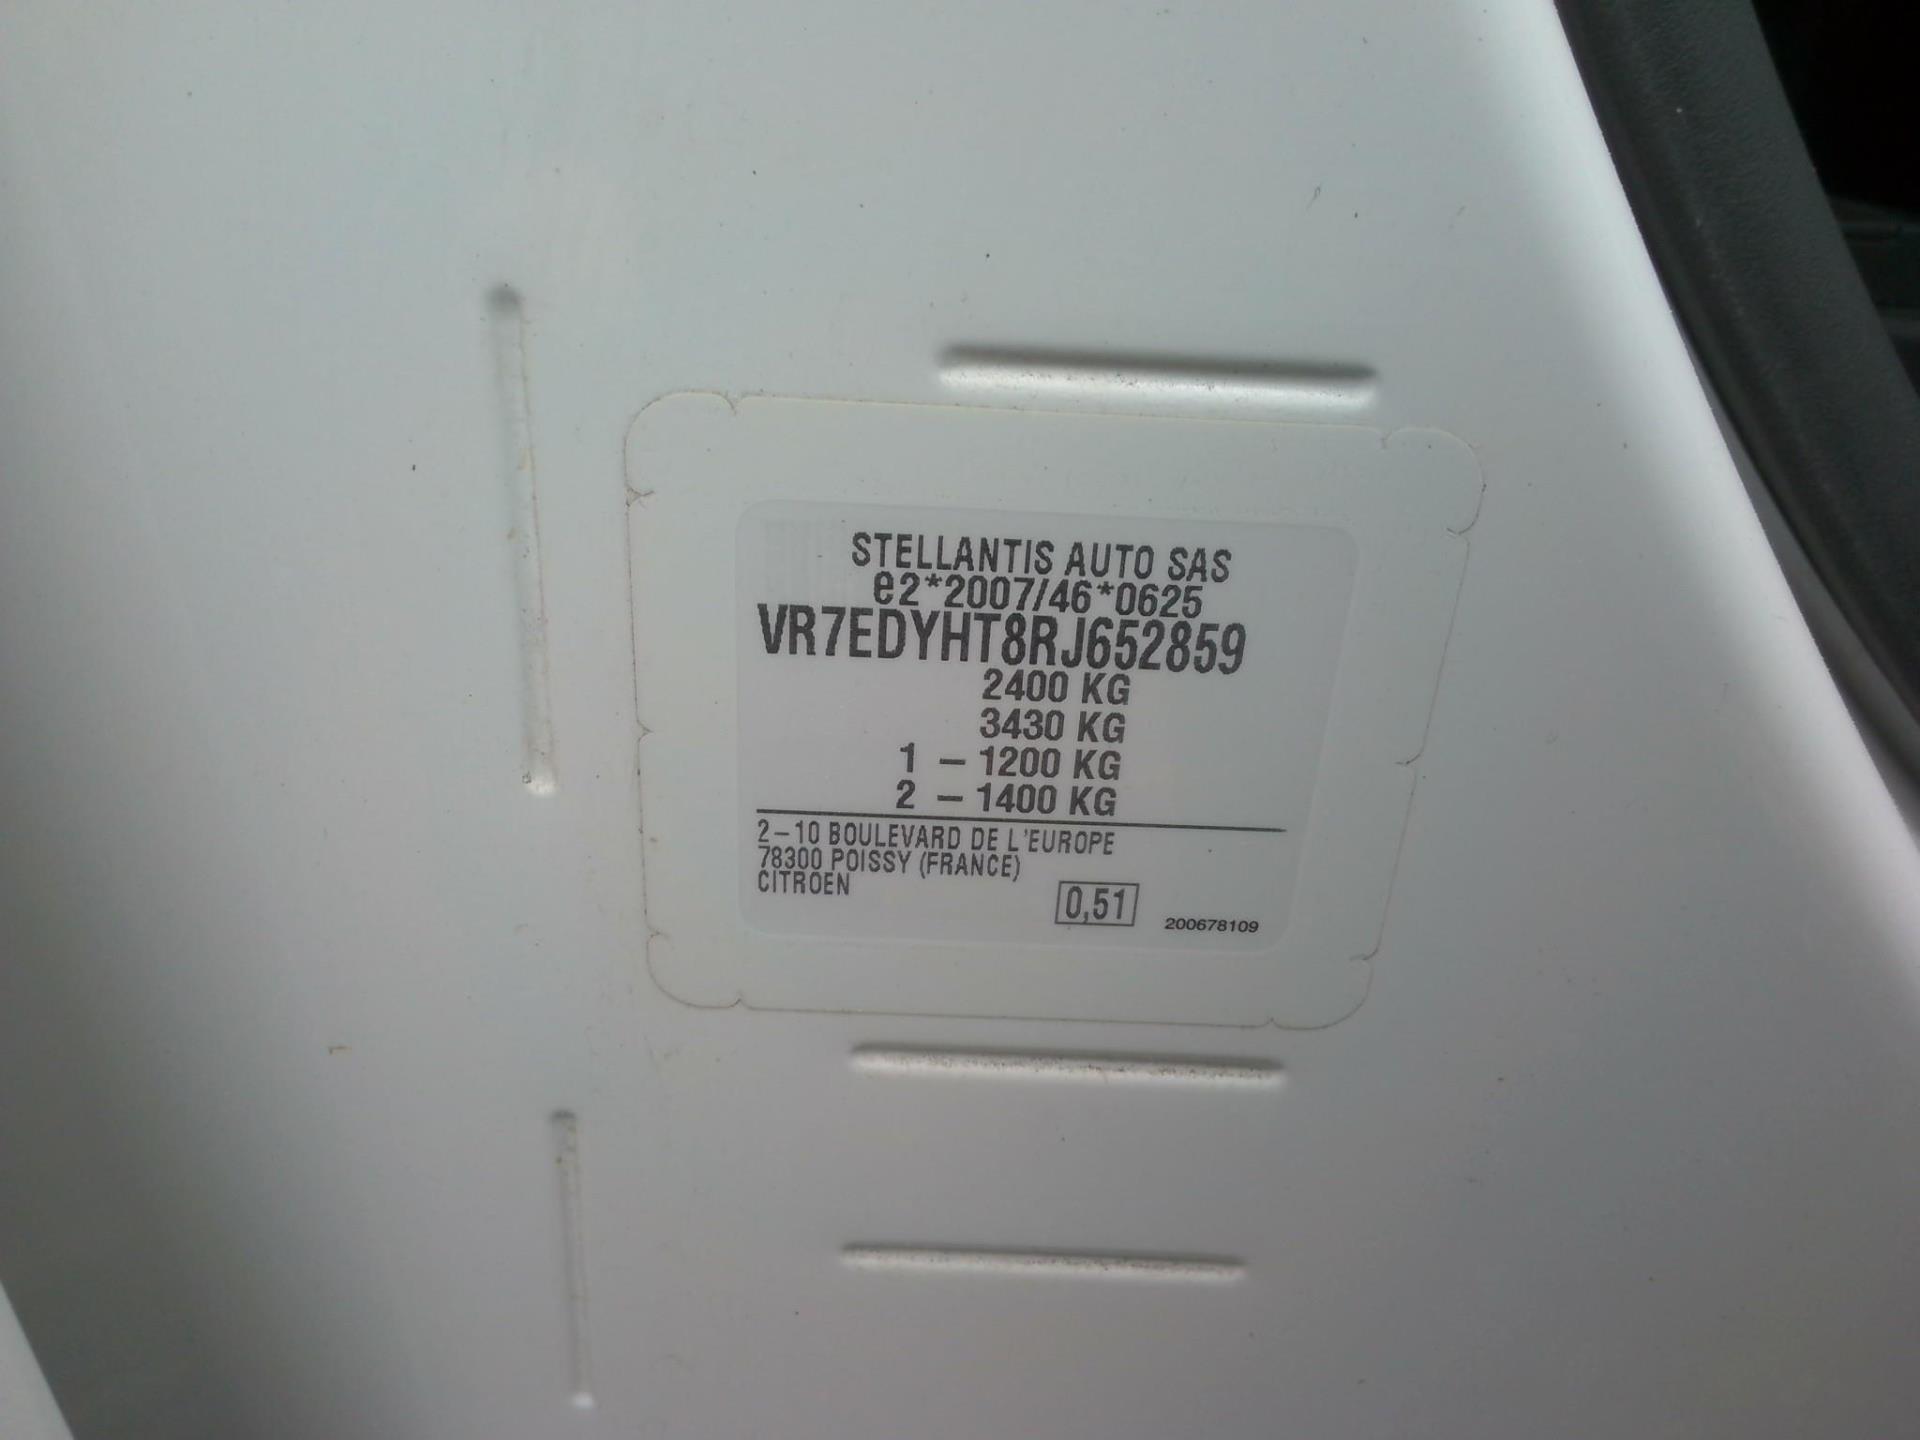 STELLANTIS AUTO SAS
e2*2007/46*0625
VR7EDYHT8RJ652859
2400 KG
3430 KG
1 – 1200 KG
2 – 1400 KG
2–10 BOULEVARD DE L'EUROPE
78300 POISSY (FRANCE)
CITROEN
0,51
200678109